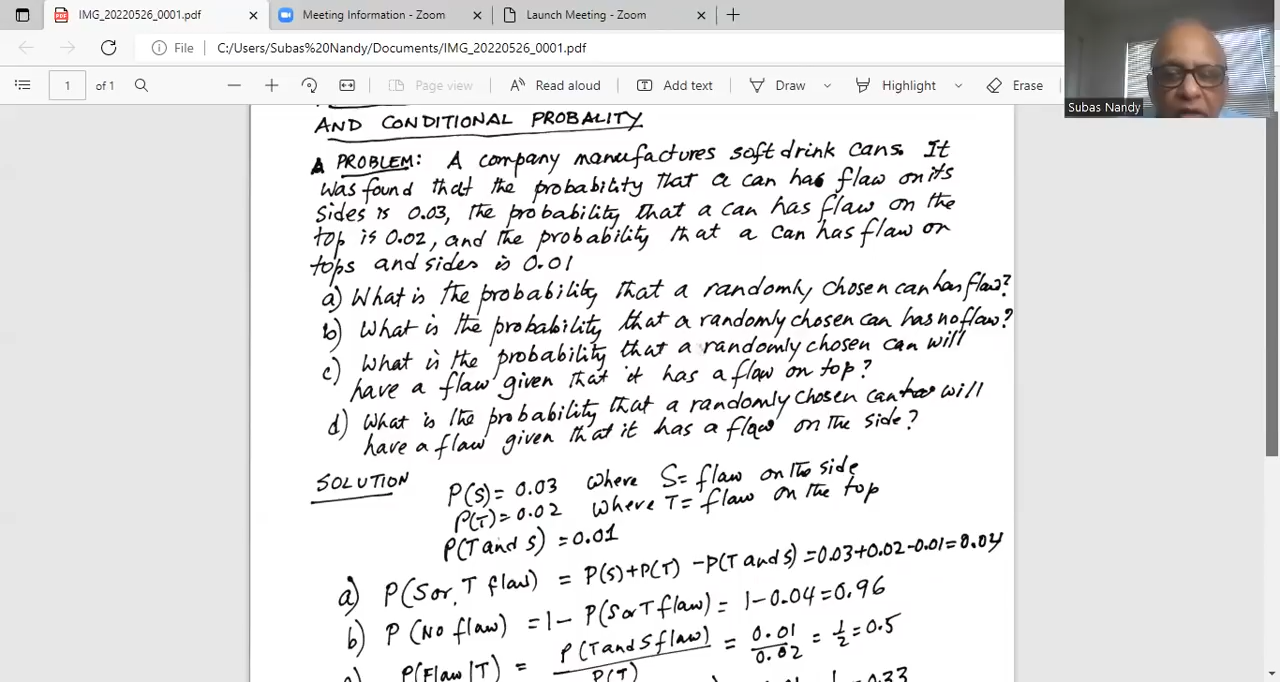 IMG_20220526_0001.pdf
Meeting Information - Zoom
Launch Meeting - Zoom
File
C:/Users/Subas%20Nandy/Documents/IMG_20220526_0001.pdf
1 of 1
Page view
Read aloud
Add text
Draw
Highlight
Erase
Subas Nandy
AND CONDITIONAL PROBALITY
PROBLEM: A company manufactures soft drink cans. It
was found that the probability that a can has flaw on its
sides is 0.03, the probability that a can has flaw on the
top is 0.02, and the probability that a can has flaw on
tops and sides is 0.01
a) What is the probability that a randomly chosen can has flaw?
b) What is the probability that a randomly chosen can has no flaw?
c) What is the probability that a randomly chosen can will
have a flaw given that it has a flow on top?
d) What is the probability that a randomly chosen can will
have a flaw given that it has a flaw on the side?
SOLUTION
P(S) = 0.03 where S = flaw on the side
P(T) = 0.02 where T = flaw on the top
P(T and S) = 0.01
a) P(S or T flaw) = P(S)+P(T) -P(T and S) = 0.03+0.02-0.01=0.04
b) P (No flaw) = 1 - P(S or T flaw) = 1-0.04=0.96
P(Flaw|T) = P(T and S flaw) / P(T) = 0.01/0.02 = 1/2 = 0.5